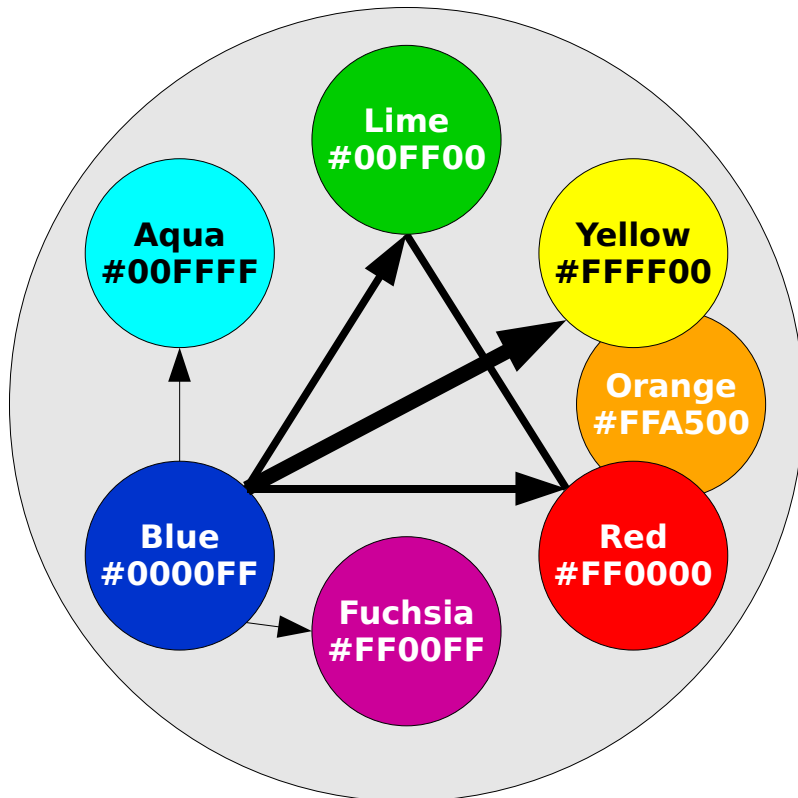 Lime
#00FF00
Aqua
#00FFFF
Yellow
#FFFF00
Orange
#FFA500
Blue
#0000FF
Red
#FF0000
Fuchsia
#FF00FF